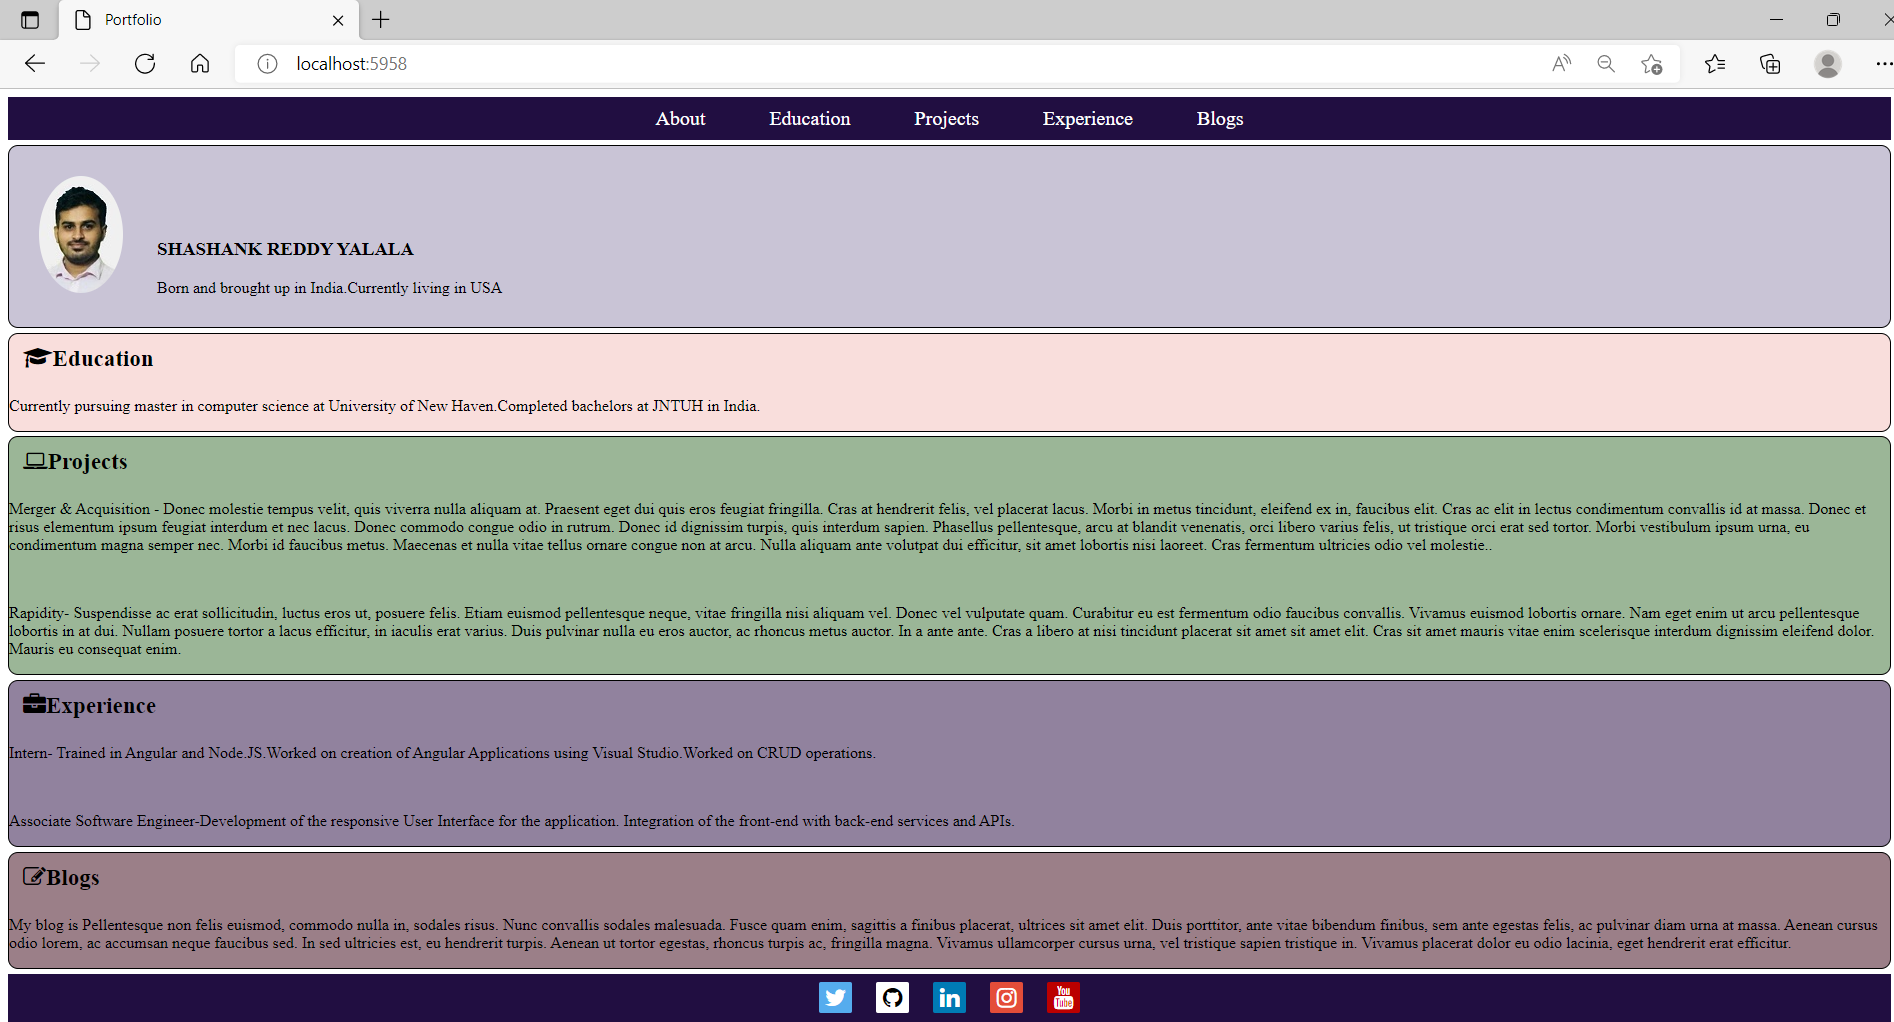 Portfolio
localhost:5958
About Education Projects Experience Blogs
SHASHANK REDDY YALALA
Born and brought up in India.Currently living in USA
Education
Currently pursuing master in computer science at University of New Haven.Completed bachelors at JNTUH in India.
Projects
Merger & Acquisition - Donec molestie tempus velit, quis viverra nulla aliquam at. Praesent eget dui quis eros feugiat fringilla. Cras at hendrerit felis, vel placerat lacus. Morbi in metus tincidunt, eleifend ex in, faucibus elit. Cras ac elit in lectus condimentum convallis id at massa. Donec et
risus elementum ipsum feugiat interdum et nec lacus. Donec commodo congue odio in rutrum. Donec id dignissim turpis, quis interdum sapien. Phasellus pellentesque, arcu at blandit venenatis, orci libero varius felis, ut tristique orci erat sed tortor. Morbi vestibulum ipsum urna, eu
condimentum magna semper nec. Morbi id faucibus metus. Maecenas et nulla vitae tellus ornare congue non at arcu. Nulla aliquam ante volutpat dui efficitur, sit amet lobortis nisi laoreet. Cras fermentum ultricies odio vel molestie..
Rapidity- Suspendisse ac erat sollicitudin, luctus eros ut, posuere felis. Etiam euismod pellentesque neque, vitae fringilla nisi aliquam vel. Donec vel vulputate quam. Curabitur eu est fermentum odio faucibus convallis. Vivamus euismod lobortis ornare. Nam eget enim ut arcu pellentesque
lobortis in at dui. Nullam posuere tortor a lacus efficitur, in iaculis erat varius. Duis pulvinar nulla eu eros auctor, ac rhoncus metus auctor. In a ante ante. Cras a libero at nisi tincidunt placerat sit amet sit amet elit. Cras sit amet mauris vitae enim scelerisque interdum dignissim eleifend dolor.
Mauris eu consequat enim.
Experience
Intern- Trained in Angular and Node.JS.Worked on creation of Angular Applications using Visual Studio.Worked on CRUD operations.
Associate Software Engineer-Development of the responsive User Interface for the application. Integration of the front-end with back-end services and APIs.
Blogs
My blog is Pellentesque non felis euismod, commodo nulla in, sodales risus. Nunc convallis sodales malesuada. Fusce quam enim, sagittis a finibus placerat, ultrices sit amet elit. Duis porttitor, ante vitae bibendum finibus, sem ante egestas felis, ac pulvinar diam urna at massa. Aenean cursus
odio lorem, ac accumsan neque faucibus sed. In sed ultricies est, eu hendrerit turpis. Aenean ut tortor egestas, rhoncus turpis ac, fringilla magna. Vivamus ullamcorper cursus urna, vel tristique sapien tristique in. Vivamus placerat dolor eu odio lacinia, eget hendrerit erat efficitur.
in You
Tube